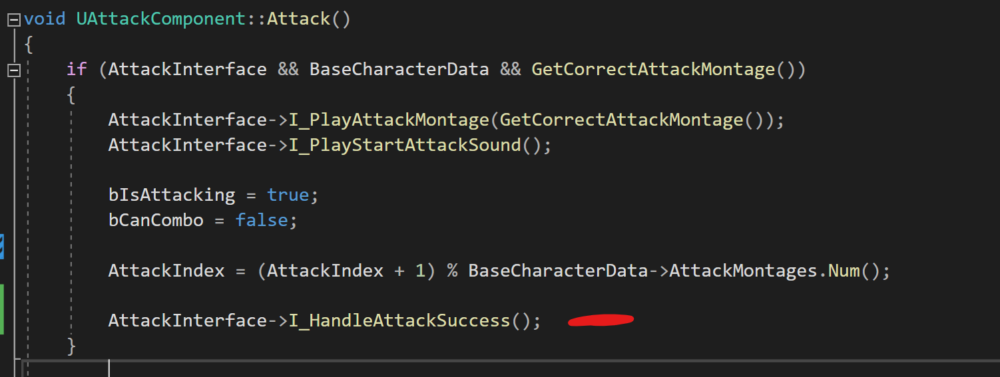 void UAttackComponent::Attack()
{
if (AttackInterface && BaseCharacterData && GetCorrectAttackMontage())
{
AttackInterface->I_PlayAttackMontage(GetCorrectAttackMontage());
AttackInterface->I_PlayStartAttackSound();
bIsAttacking = true;
bCanCombo = false;
AttackIndex = (AttackIndex + 1) % BaseCharacterData->AttackMontages.Num();
AttackInterface->I_HandleAttackSuccess();
}